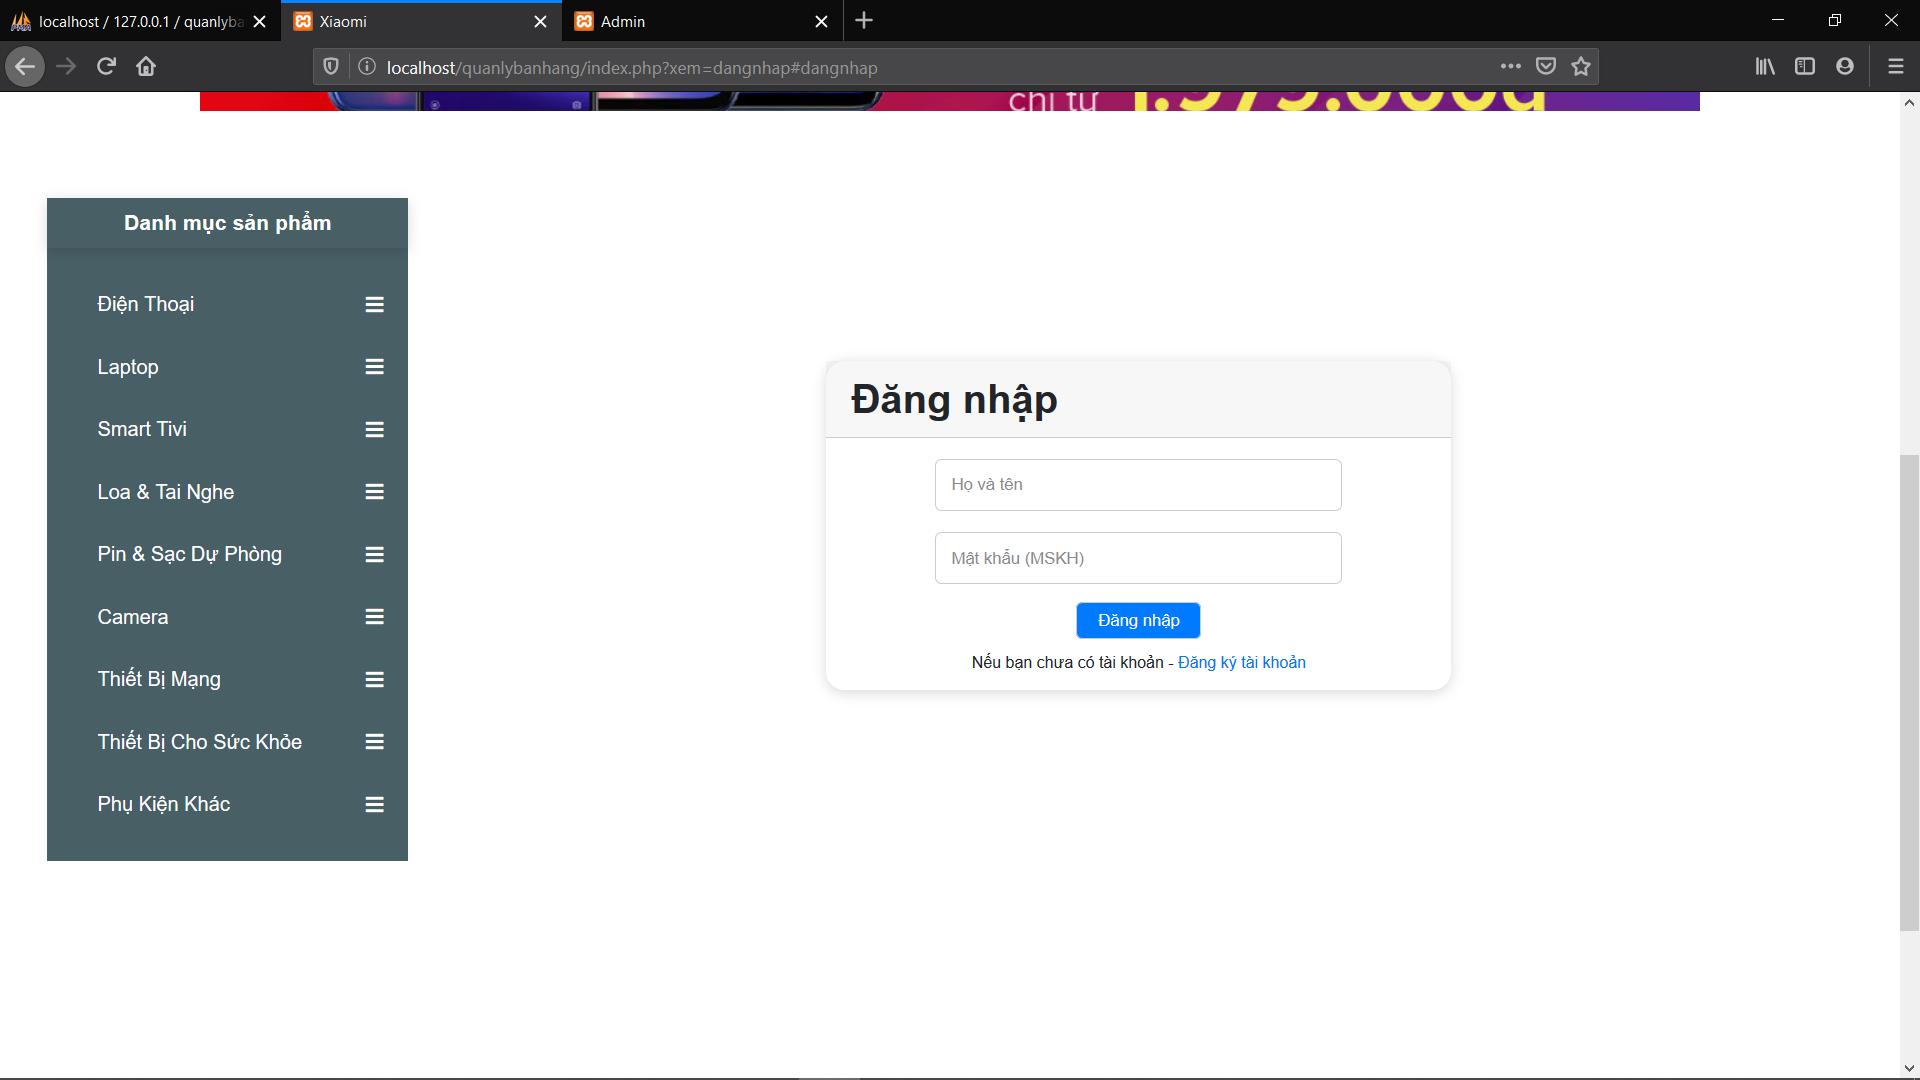 localhost / 127.0.0.1 / quanlyba
Xiaomi
Admin
localhost/quanlybanhang/index.php?xem=dangnhap#dangnhap
chỉ từ 1.575.000đ
Danh mục sản phẩm
Điện Thoại
Laptop
Smart Tivi
Loa & Tai Nghe
Pin & Sạc Dự Phòng
Camera
Thiết Bị Mạng
Thiết Bị Cho Sức Khỏe
Phụ Kiện Khác
Đăng nhập
Họ và tên
Mật khẩu (MSKH)
Đăng nhập
Nếu bạn chưa có tài khoản - Đăng ký tài khoản